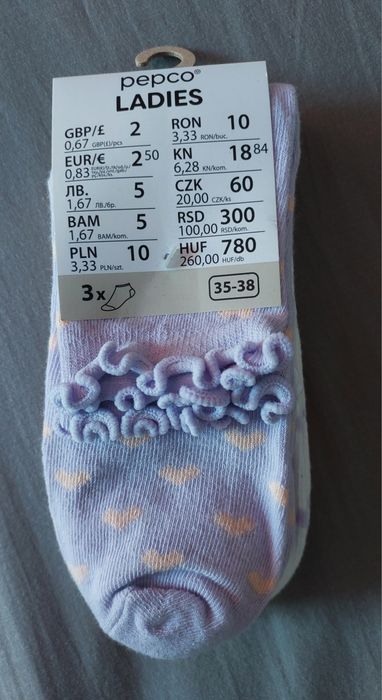 pepco®
LADIES
GBP/£ 2
0,67 GBP(£)/pcs
EUR/€ 2 50
0,83
ЛВ. 5
1,67 ЛВ./бр.
BAM 5
1,67 BAM/kom.
PLN 10
3,33 PLN/szt.
RON 10
3,33 RON/buc.
KN 18 84
6,28 KN/kom.
CZK 60
20,00 CZK/ks
RSD 300
100,00 RSD/kom.
HUF 780
260,00 HUF/db
3x
35-38